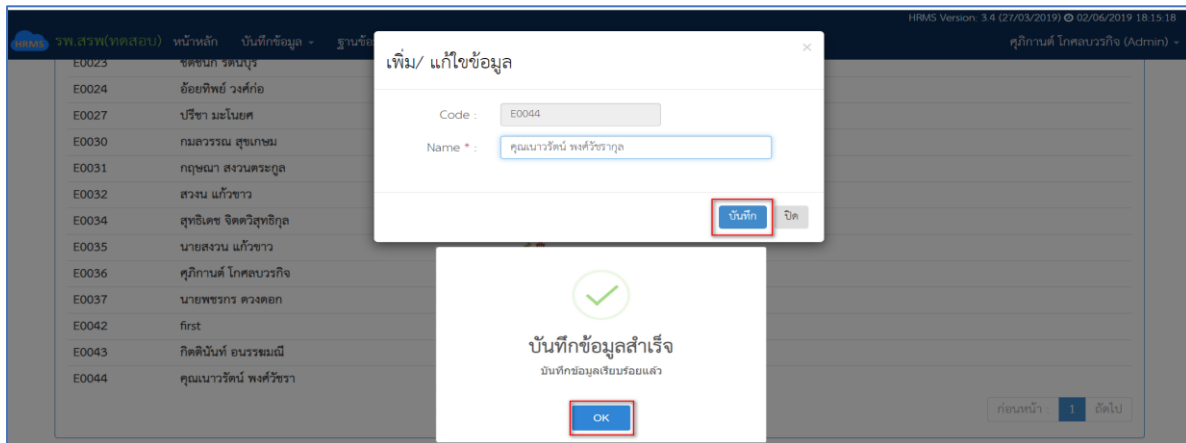 HRMS Version: 3.4 (27/03/2019) 02/06/2019 18:15:18
HRMS รพ.สรพ(ทดสอบ) หน้าหลัก บันทึกข้อมูล ศุภิกานต์ โกศลบวรกิจ (Admin)
เพิ่ม/ แก้ไขข้อมูล
Code : E0044
Name * : คุณเนาวรัตน์ พงศ์วัชรากุล
บันทึก ปิด
E0023
E0024 อ้อยทิพย์ วงศ์ก่อ
E0027 ปรีชา มะโนยศ
E0030 กมลวรรณ สุขเกษม
E0031 กฤษณา สงวนตระกูล
E0032 สวงน แก้วขาว
E0034 สุทธิเดช จิตตวิสุทธิกุล
E0035 นายสงวน แก้วขาว
E0036 ศุภิกานต์ โกศลบวรกิจ
E0037 นายพชรกร ดวงดอก
E0042 first
E0043 กิตตินันท์ อนรรฆมณี
E0044 คุณเนาวรัตน์ พงศ์วัชรา
บันทึกข้อมูลสำเร็จ
บันทึกข้อมูลเรียบร้อยแล้ว
OK
ก่อนหน้า : 1 ถัดไป